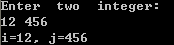 Enter two integer:
12 456
i=12, j=456